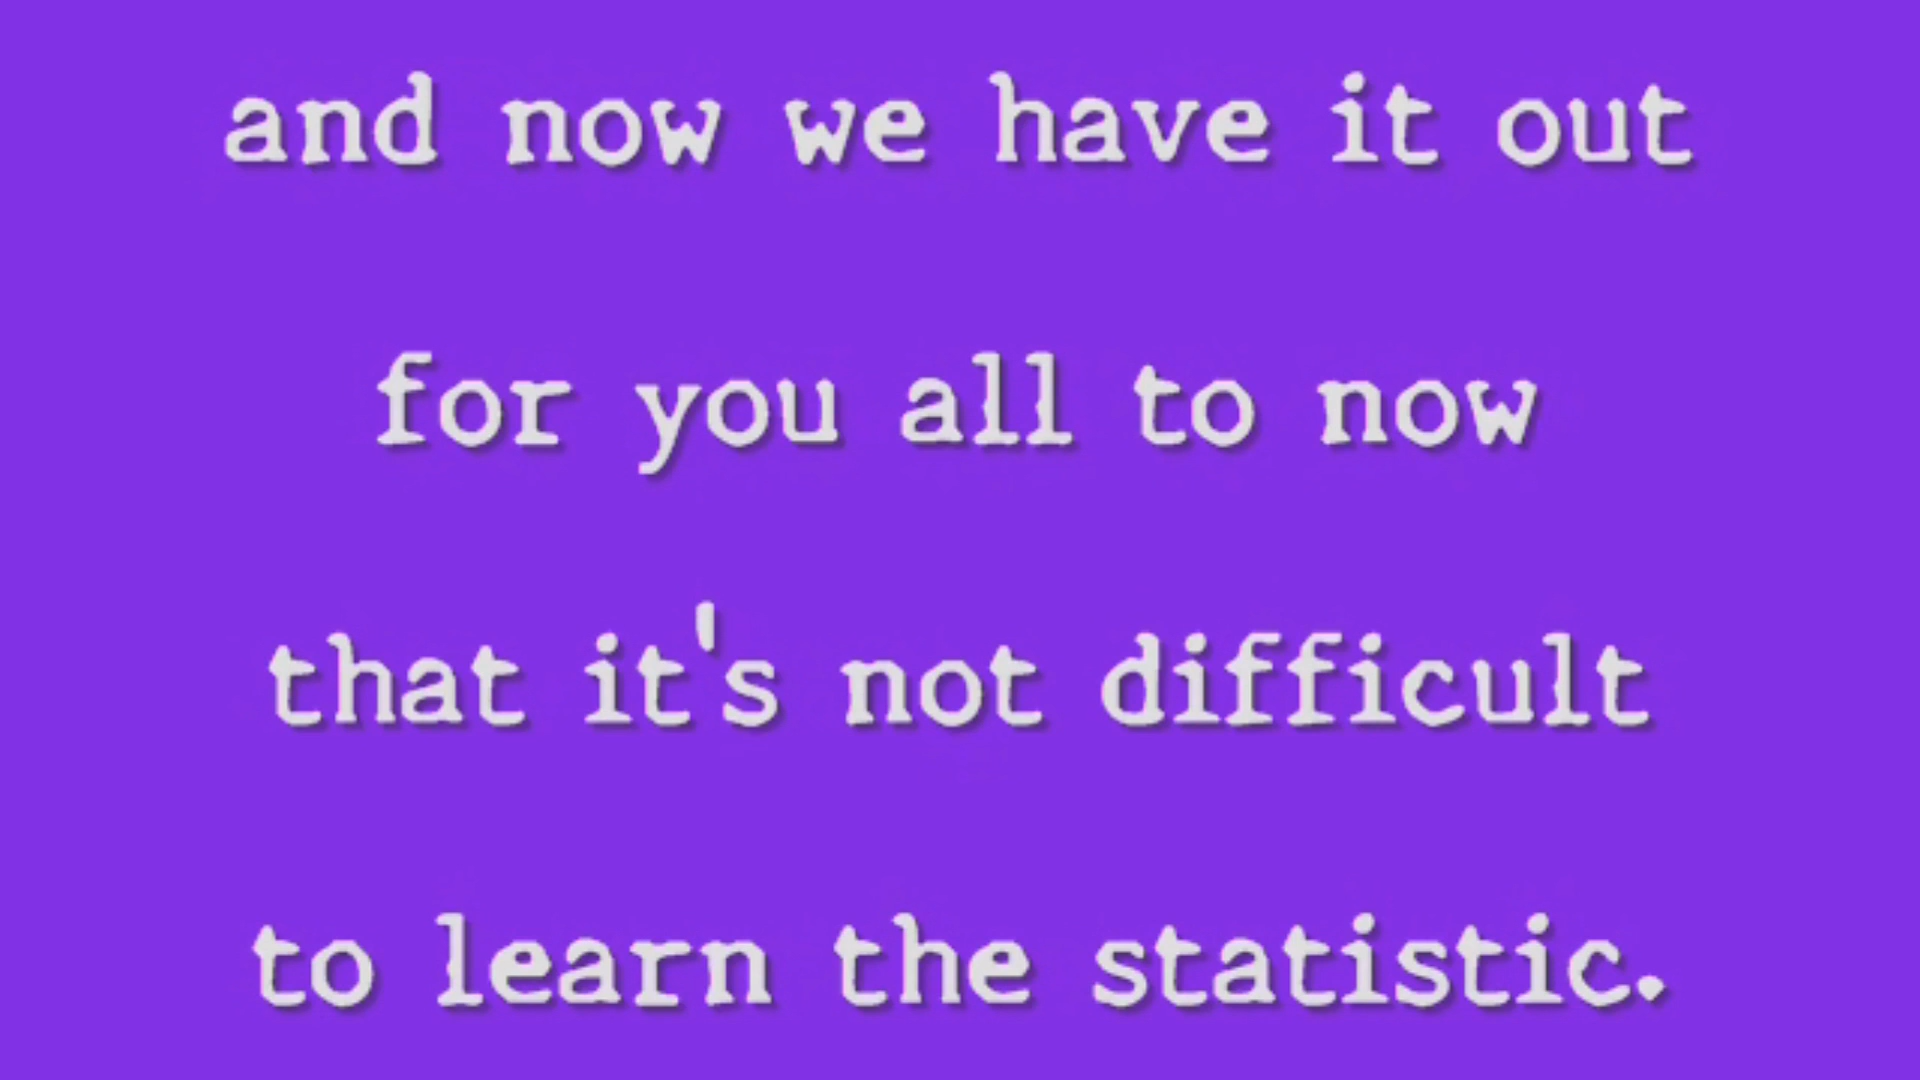 and now we have it out
for you all to now
that it's not difficult
to learn the statistic.